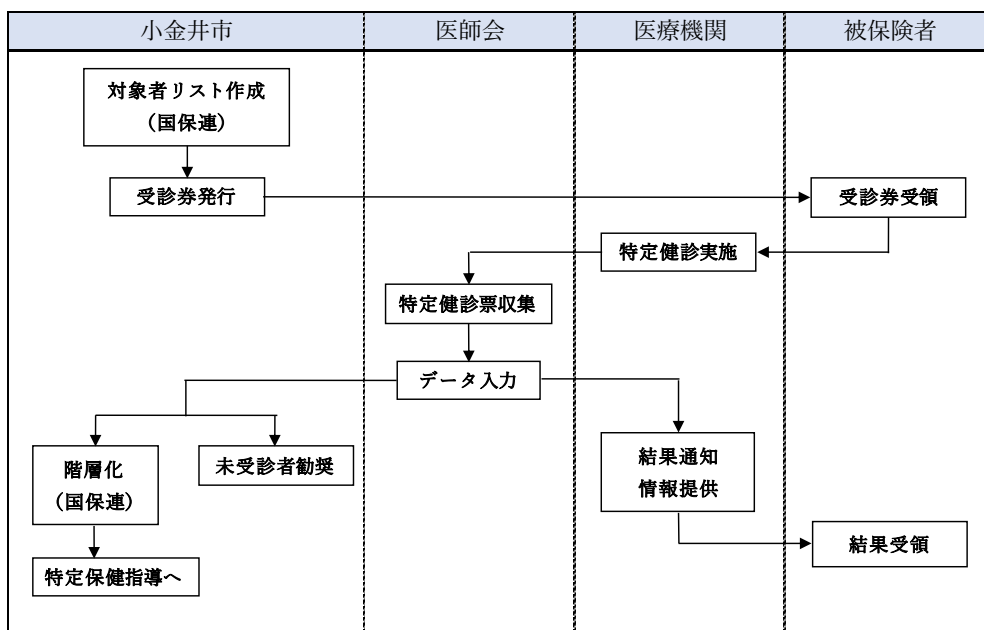 小金井市
医師会
医療機関
被保険者
対象者リスト作成
（国保連）
受診券発行
受診券受領
特定健診実施
特定健診票収集
データ入力
階層化
（国保連）
未受診者勧奨
結果通知
情報提供
結果受領
特定保健指導へ